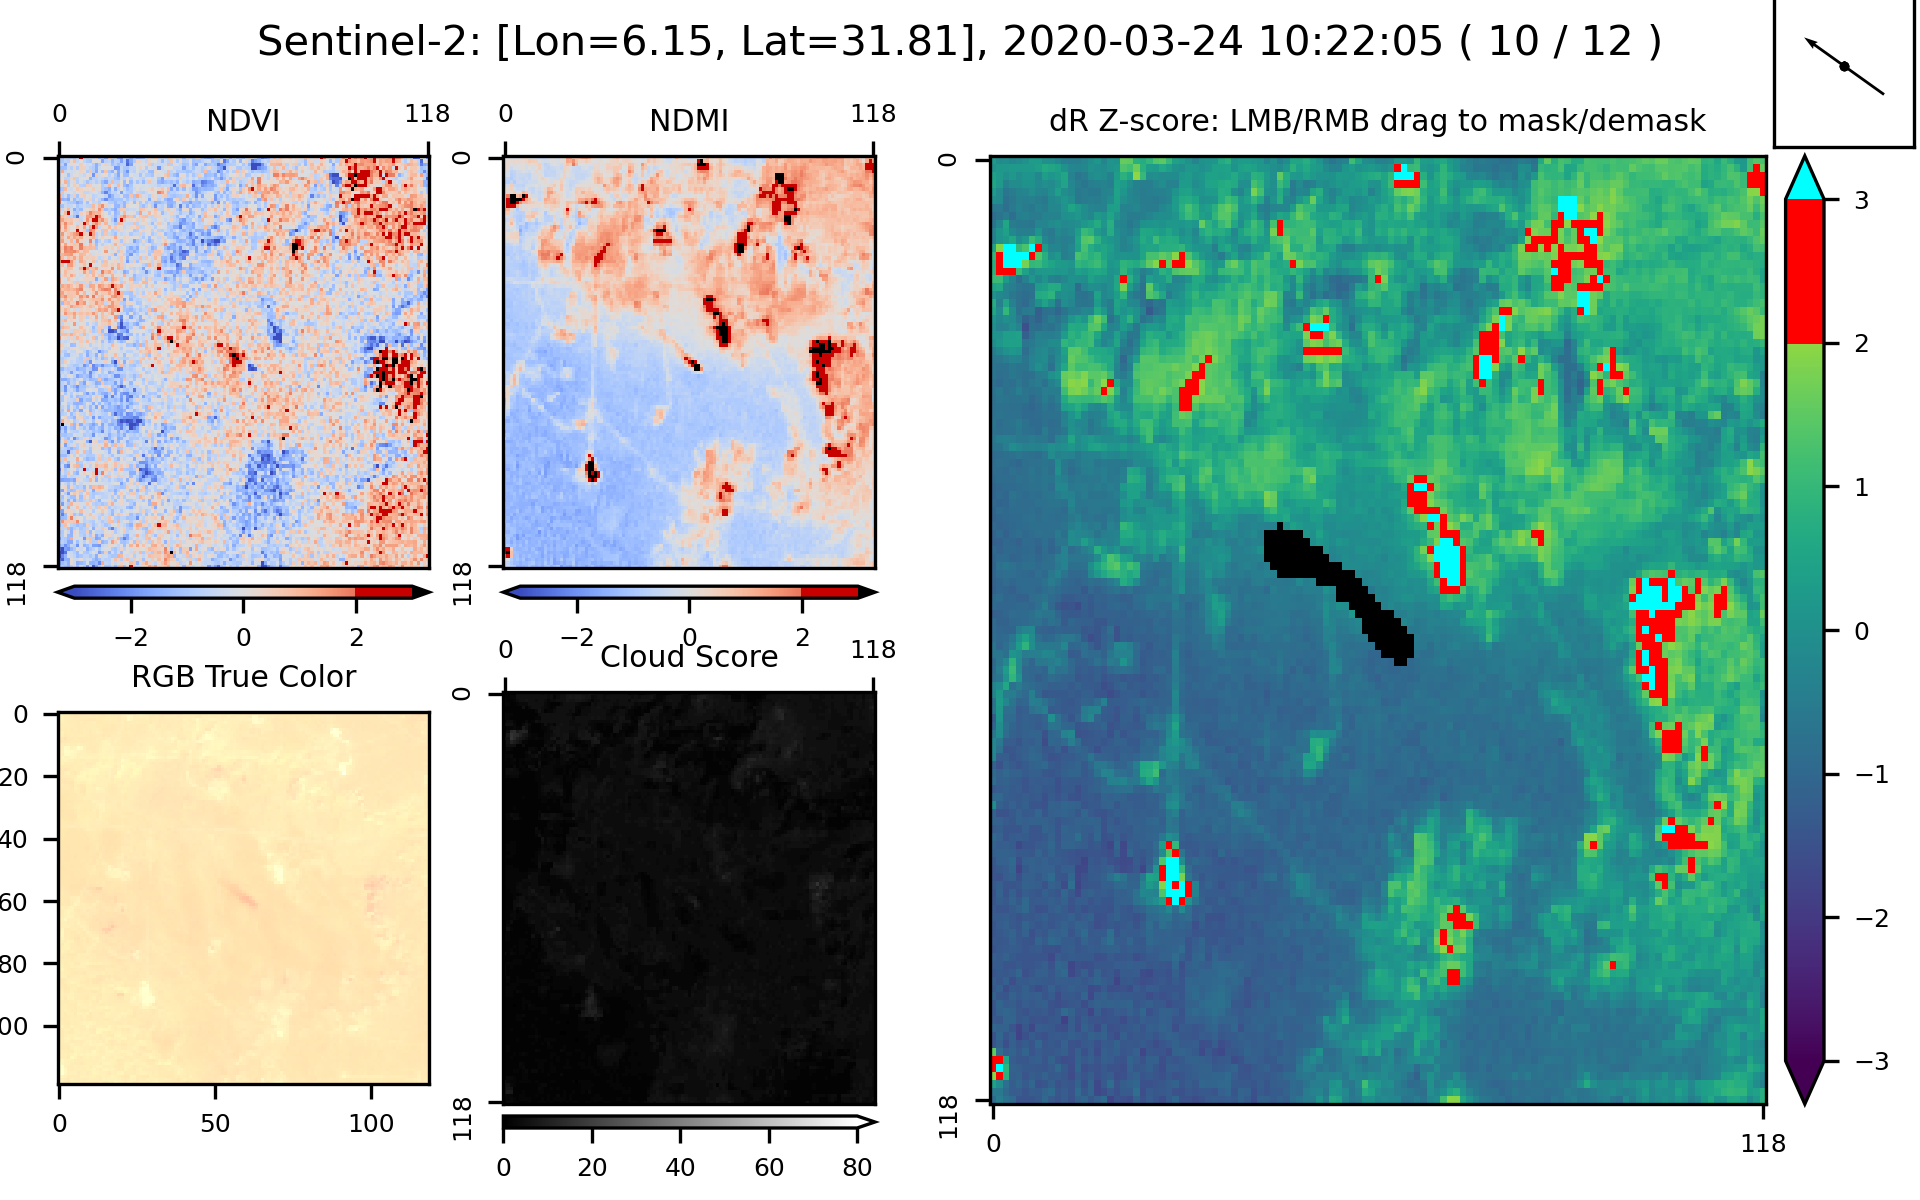 Sentinel-2: [Lon=6.15, Lat=31.81], 2020-03-24 10:22:05 ( 10 / 12 )
0 NDVI 118
0
118
−2 0 2
0 NDMI 118
0
118
−2 0 2
dR Z-score: LMB/RMB drag to mask/demask
0
118
0 118
3
2
1
0
−1
−2
−3
RGB True Color
0
20
40
60
80
00
0 50 100
0 Cloud Score 118
0
118
0 20 40 60 80